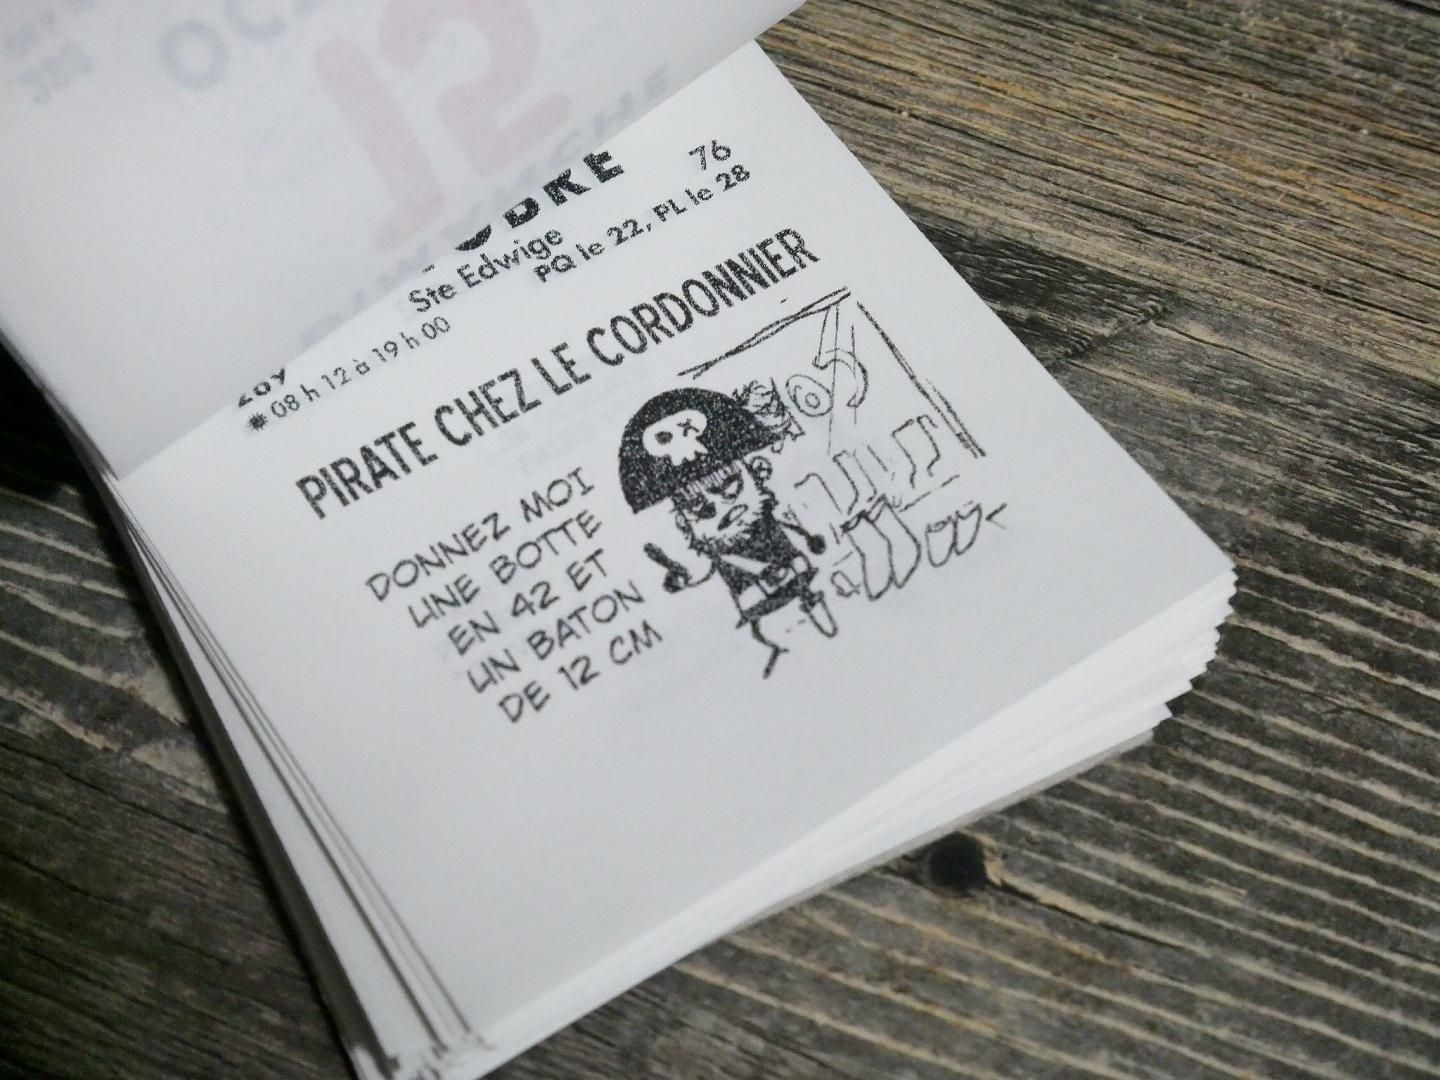 12
76
Ste Edwige
PQ le 22, PL le 28
08 h 12 à 19 h 00
PIRATE CHEZ LE CORDONNIER
DONNEZ MOI
UNE BOTTE
EN 42 ET
UN BATON
DE 12 CM